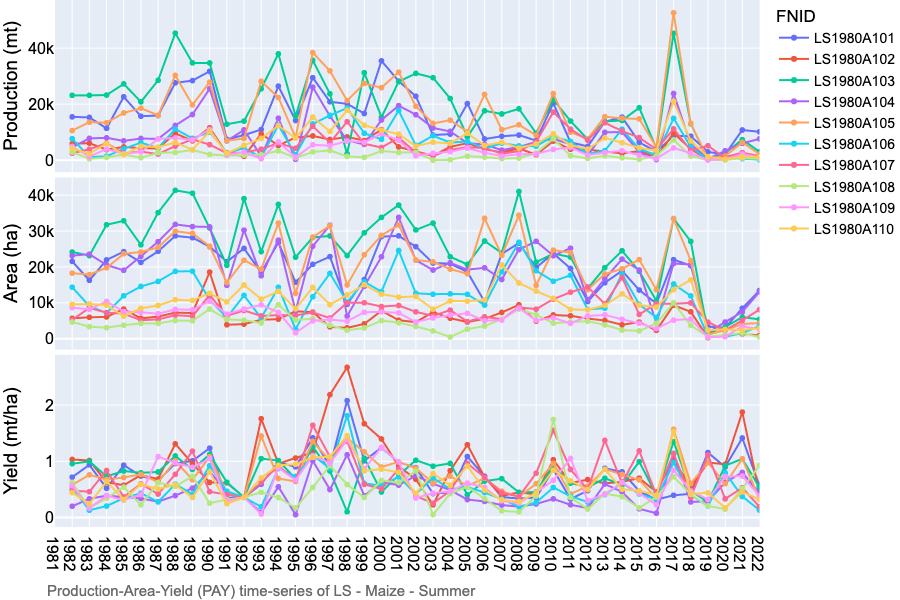 FNID
LS1980A101
LS1980A102
LS1980A103
LS1980A104
LS1980A105
LS1980A106
LS1980A107
LS1980A108
LS1980A109
LS1980A110
Production (mt)
40k
20k
0
Area (ha)
40k
30k
20k
10k
0
Yield (mt/ha)
2
1
0
1981
1982
1983
1984
1985
1986
1987
1988
1989
1990
1991
1992
1993
1994
1995
1996
1997
1998
1999
2000
2001
2002
2003
2004
2005
2006
2007
2008
2009
2010
2011
2012
2013
2014
2015
2016
2017
2018
2019
2020
2021
2022
Production-Area-Yield (PAY) time-series of LS - Maize - Summer